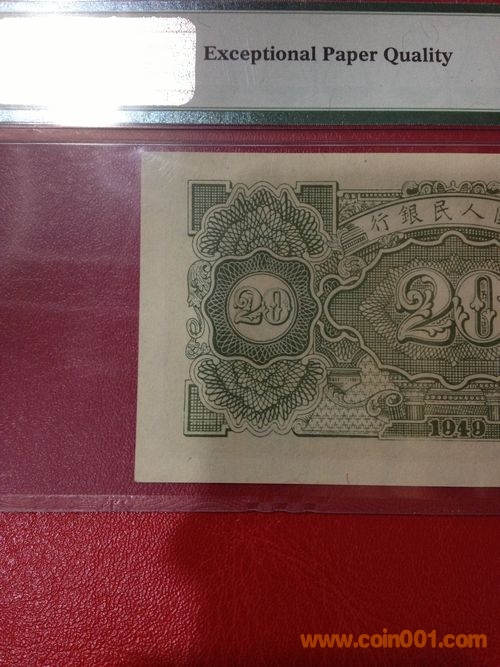 Exceptional Paper Quality
行銀民人
20
20
1949
www.coin001.com